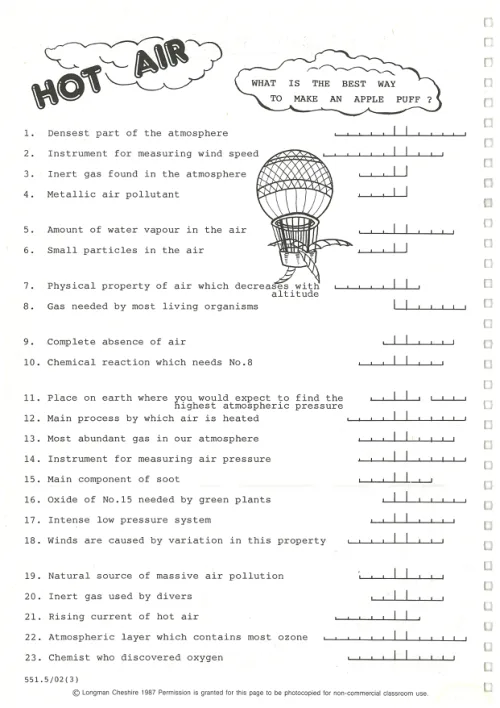 HOT AIR
WHAT IS THE BEST WAY
TO MAKE AN APPLE PUFF ?
1. Densest part of the atmosphere
2. Instrument for measuring wind speed
3. Inert gas found in the atmosphere
4. Metallic air pollutant
5. Amount of water vapour in the air
6. Small particles in the air
7. Physical property of air which decreases with
altitude
8. Gas needed by most living organisms
9. Complete absence of air
10. Chemical reaction which needs No.8
11. Place on earth where you would expect to find the
highest atmospheric pressure
12. Main process by which air is heated
13. Most abundant gas in our atmosphere
14. Instrument for measuring air pressure
15. Main component of soot
16. Oxide of No.15 needed by green plants
17. Intense low pressure system
18. Winds are caused by variation in this property
19. Natural source of massive air pollution
20. Inert gas used by divers
21. Rising current of hot air
22. Atmospheric layer which contains most ozone
23. Chemist who discovered oxygen
551.5/02(3)
© Longman Cheshire 1987 Permission is granted for this page to be photocopied for non-commercial classroom use.